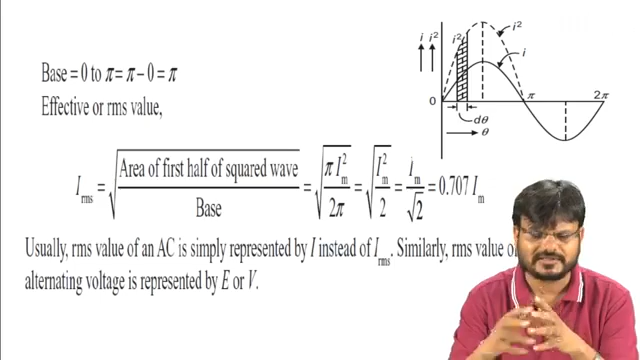 i i² i² i²
i
Base = 0 to π = π – 0 = π
0 π 2π
Effective or rms value,
dθ
θ
I_rms = √(Area of first half of squared wave / Base) = √(π I_m² / 2π) = √(I_m² / 2) = I_m / √2 = 0.707 I_m
Usually, rms value of an AC is simply represented by I instead of I_rms. Similarly, rms value of
alternating voltage is represented by E or V.